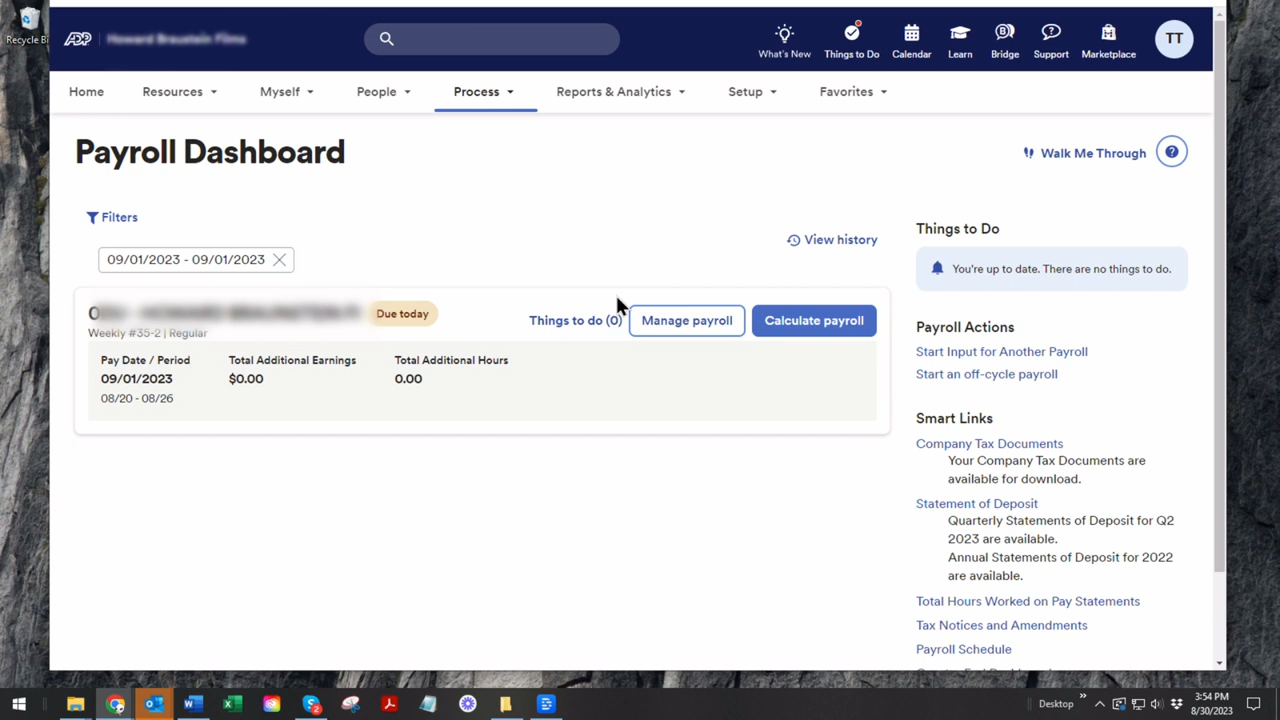 Recycle Bi
ADP
What's New
Things to Do
Calendar
Learn
Bridge
Support
Marketplace
TT
Home
Resources
Myself
People
Process
Reports & Analytics
Setup
Favorites
Payroll Dashboard
Walk Me Through
Filters
View history
09/01/2023 - 09/01/2023
Due today
Weekly #35-2 | Regular
Things to do (0)
Manage payroll
Calculate payroll
Pay Date / Period
Total Additional Earnings
Total Additional Hours
09/01/2023
$0.00
0.00
08/20 - 08/26
Things to Do
You're up to date. There are no things to do.
Payroll Actions
Start Input for Another Payroll
Start an off-cycle payroll
Smart Links
Company Tax Documents
Your Company Tax Documents are
available for download.
Statement of Deposit
Quarterly Statements of Deposit for Q2
2023 are available.
Annual Statements of Deposit for 2022
are available.
Total Hours Worked on Pay Statements
Tax Notices and Amendments
Payroll Schedule
Desktop
3:54 PM
8/30/2023